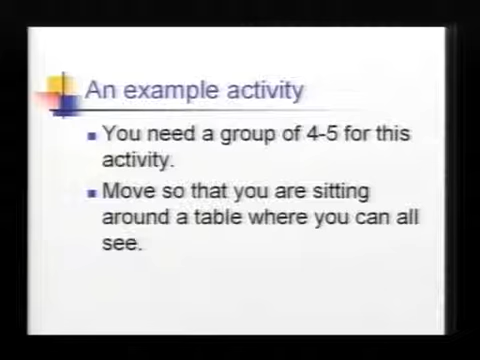 An example activity
You need a group of 4-5 for this
activity.
Move so that you are sitting
around a table where you can all
see.